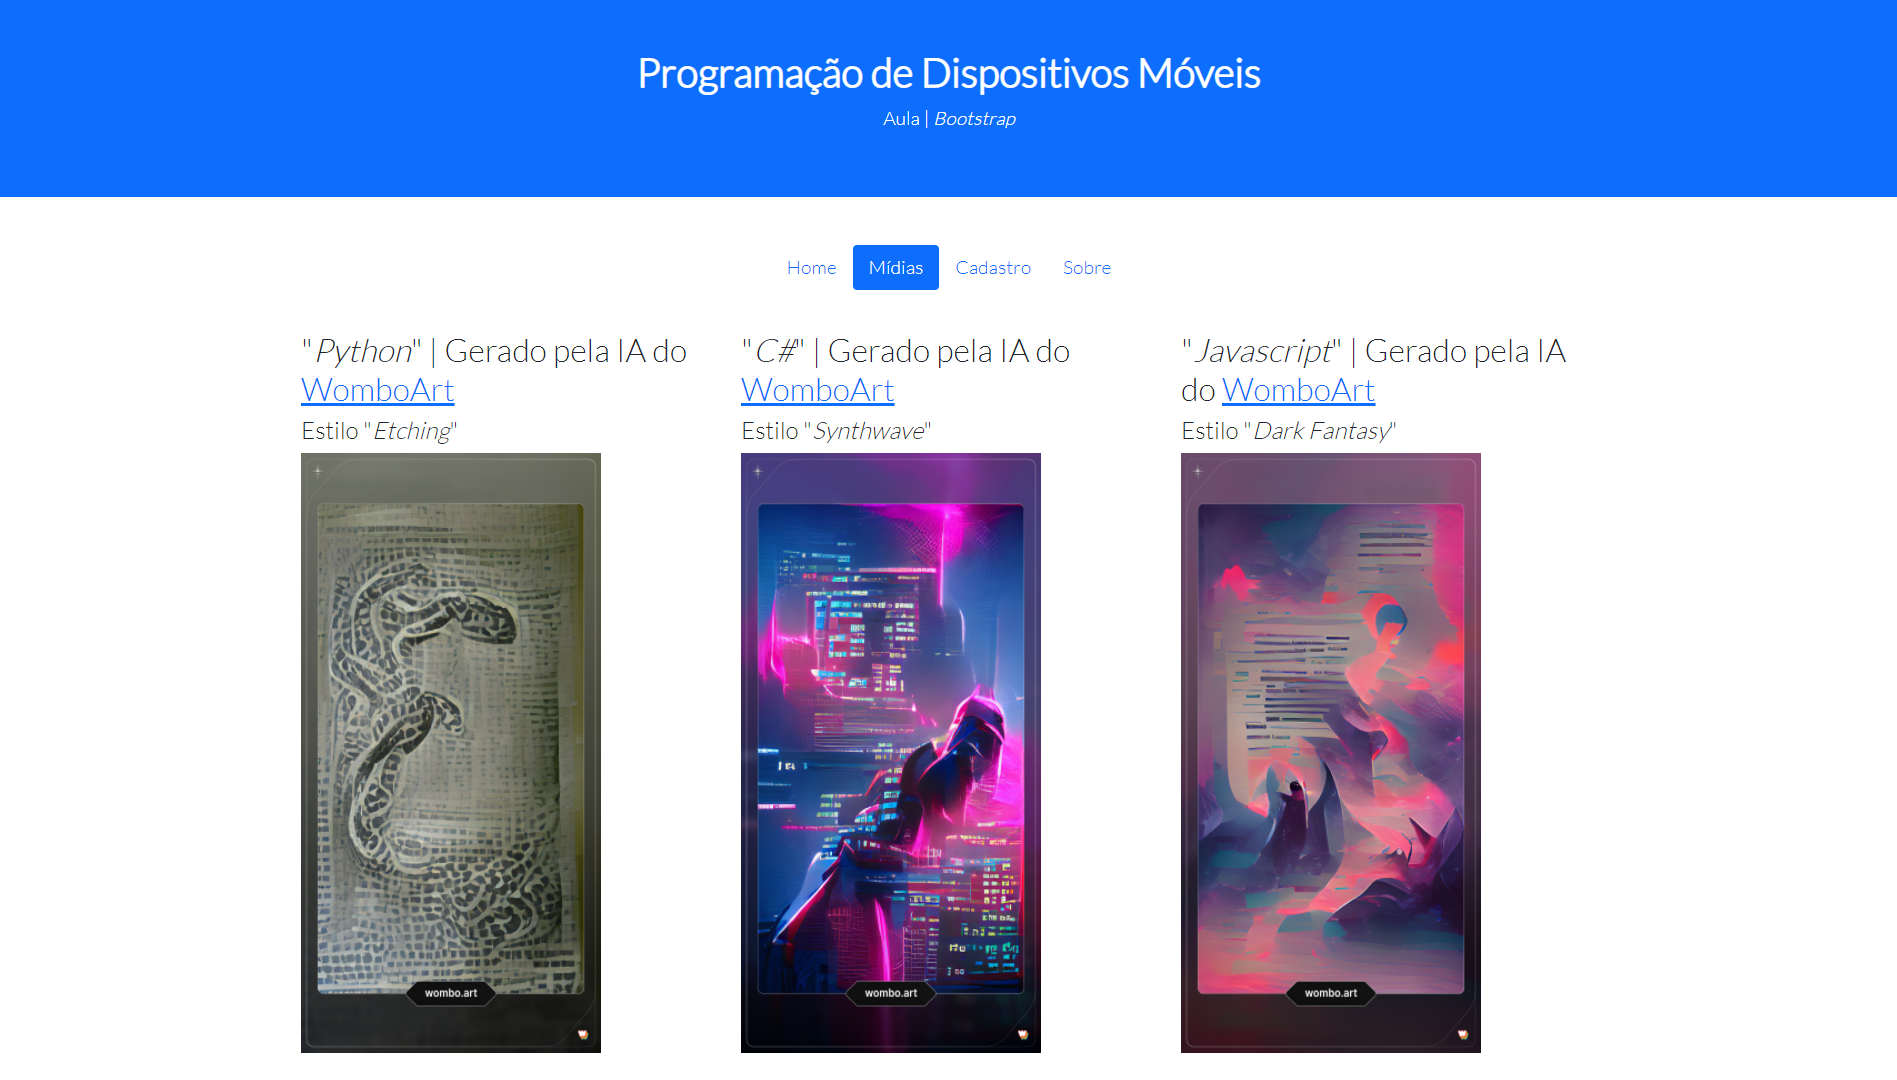 Programação de Dispositivos Móveis
Aula | Bootstrap
Home
Mídias
Cadastro
Sobre
"Python" | Gerado pela IA do
WomboArt
Estilo "Etching"
wombo.art
"C#" | Gerado pela IA do
WomboArt
Estilo "Synthwave"
wombo.art
"Javascript" | Gerado pela IA
do WomboArt
Estilo "Dark Fantasy"
wombo.art